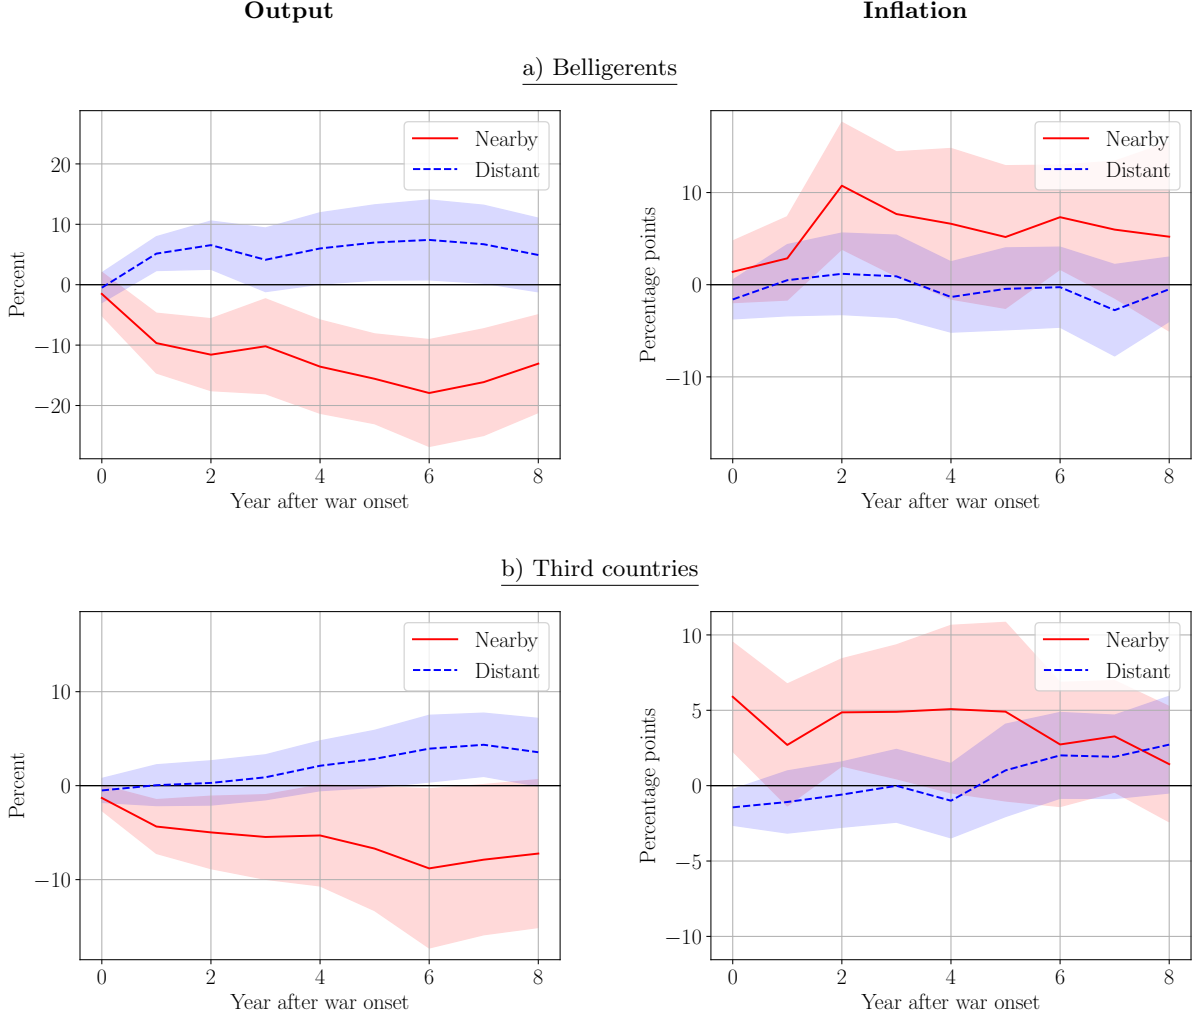 Output
Inflation
a) Belligerents
Nearby
Distant
20
10
0
−10
−20
Percent
0 2 4 6 8
Year after war onset
Nearby
Distant
10
0
−10
Percentage points
0 2 4 6 8
Year after war onset
b) Third countries
Nearby
Distant
10
0
−10
Percent
0 2 4 6 8
Year after war onset
Nearby
Distant
10
5
0
−5
−10
Percentage points
0 2 4 6 8
Year after war onset